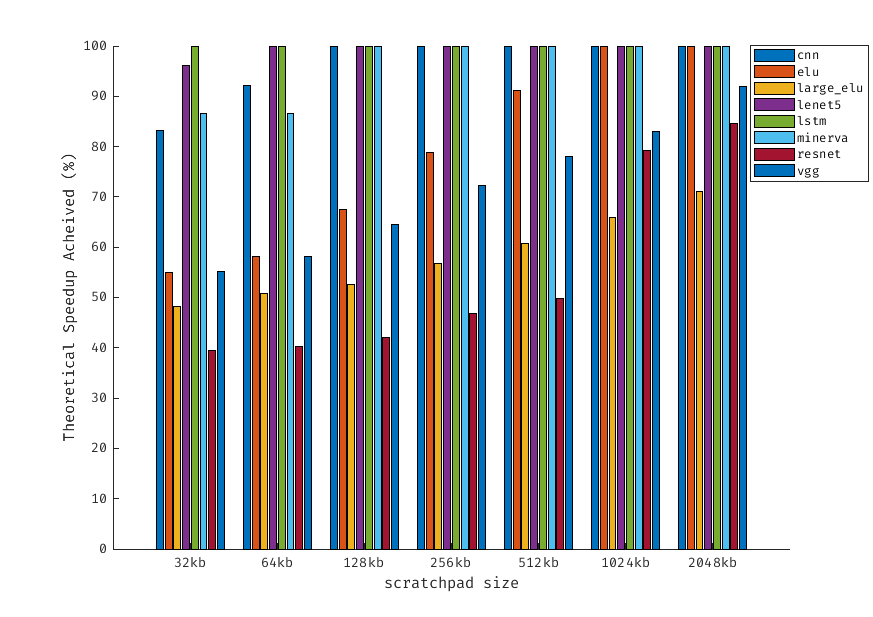 100
90
80
70
60
50
40
30
20
10
0
Theoretical Speedup Acheived (%)
32kb
64kb
128kb
256kb
512kb
1024kb
2048kb
scratchpad size
cnn
elu
large_elu
lenet5
lstm
minerva
resnet
vgg